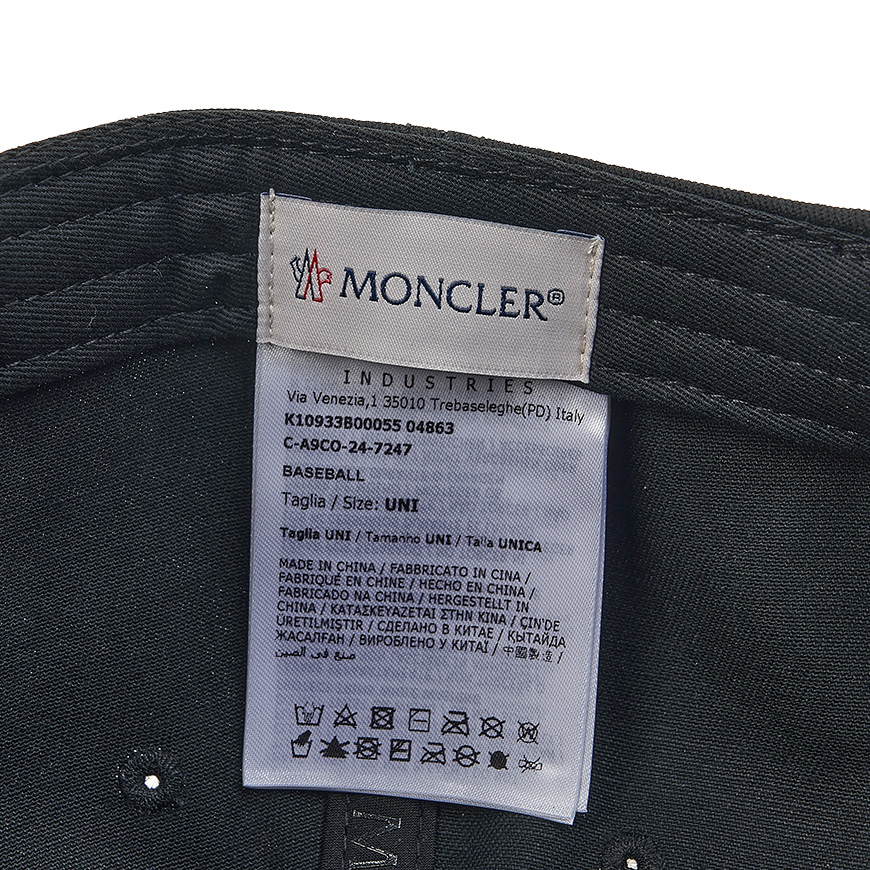 MONCLER®
INDUSTRIES
Via Venezia,1 35010 Trebaseleghe(PD) Italy
K10933B00055 04863
C-A9CO-24-7247
BASEBALL
Taglia / Size: UNI
Taglia UNI / Tamanho UNI / Talla UNICA
MADE IN CHINA / FABBRICATO IN CINA /
FABRIQUÉ EN CHINE / HECHO EN CHINA /
FABRICADO NA CHINA / HERGESTELLT IN
CHINA / ΚΑΤΑΣΚΕΥΑΖΕΤΑΙ ΣΤΗΝ ΚΙΝΑ / ÇIN'DE
ÜRETILMIŞTIR / СДЕЛАНО В КИТАЕ / ҚЫТАЙДА
ЖАСАЛҒАН / ВИРОБЛЕНО У КИТАЇ / 中國製造 /
صنع في الصين
M